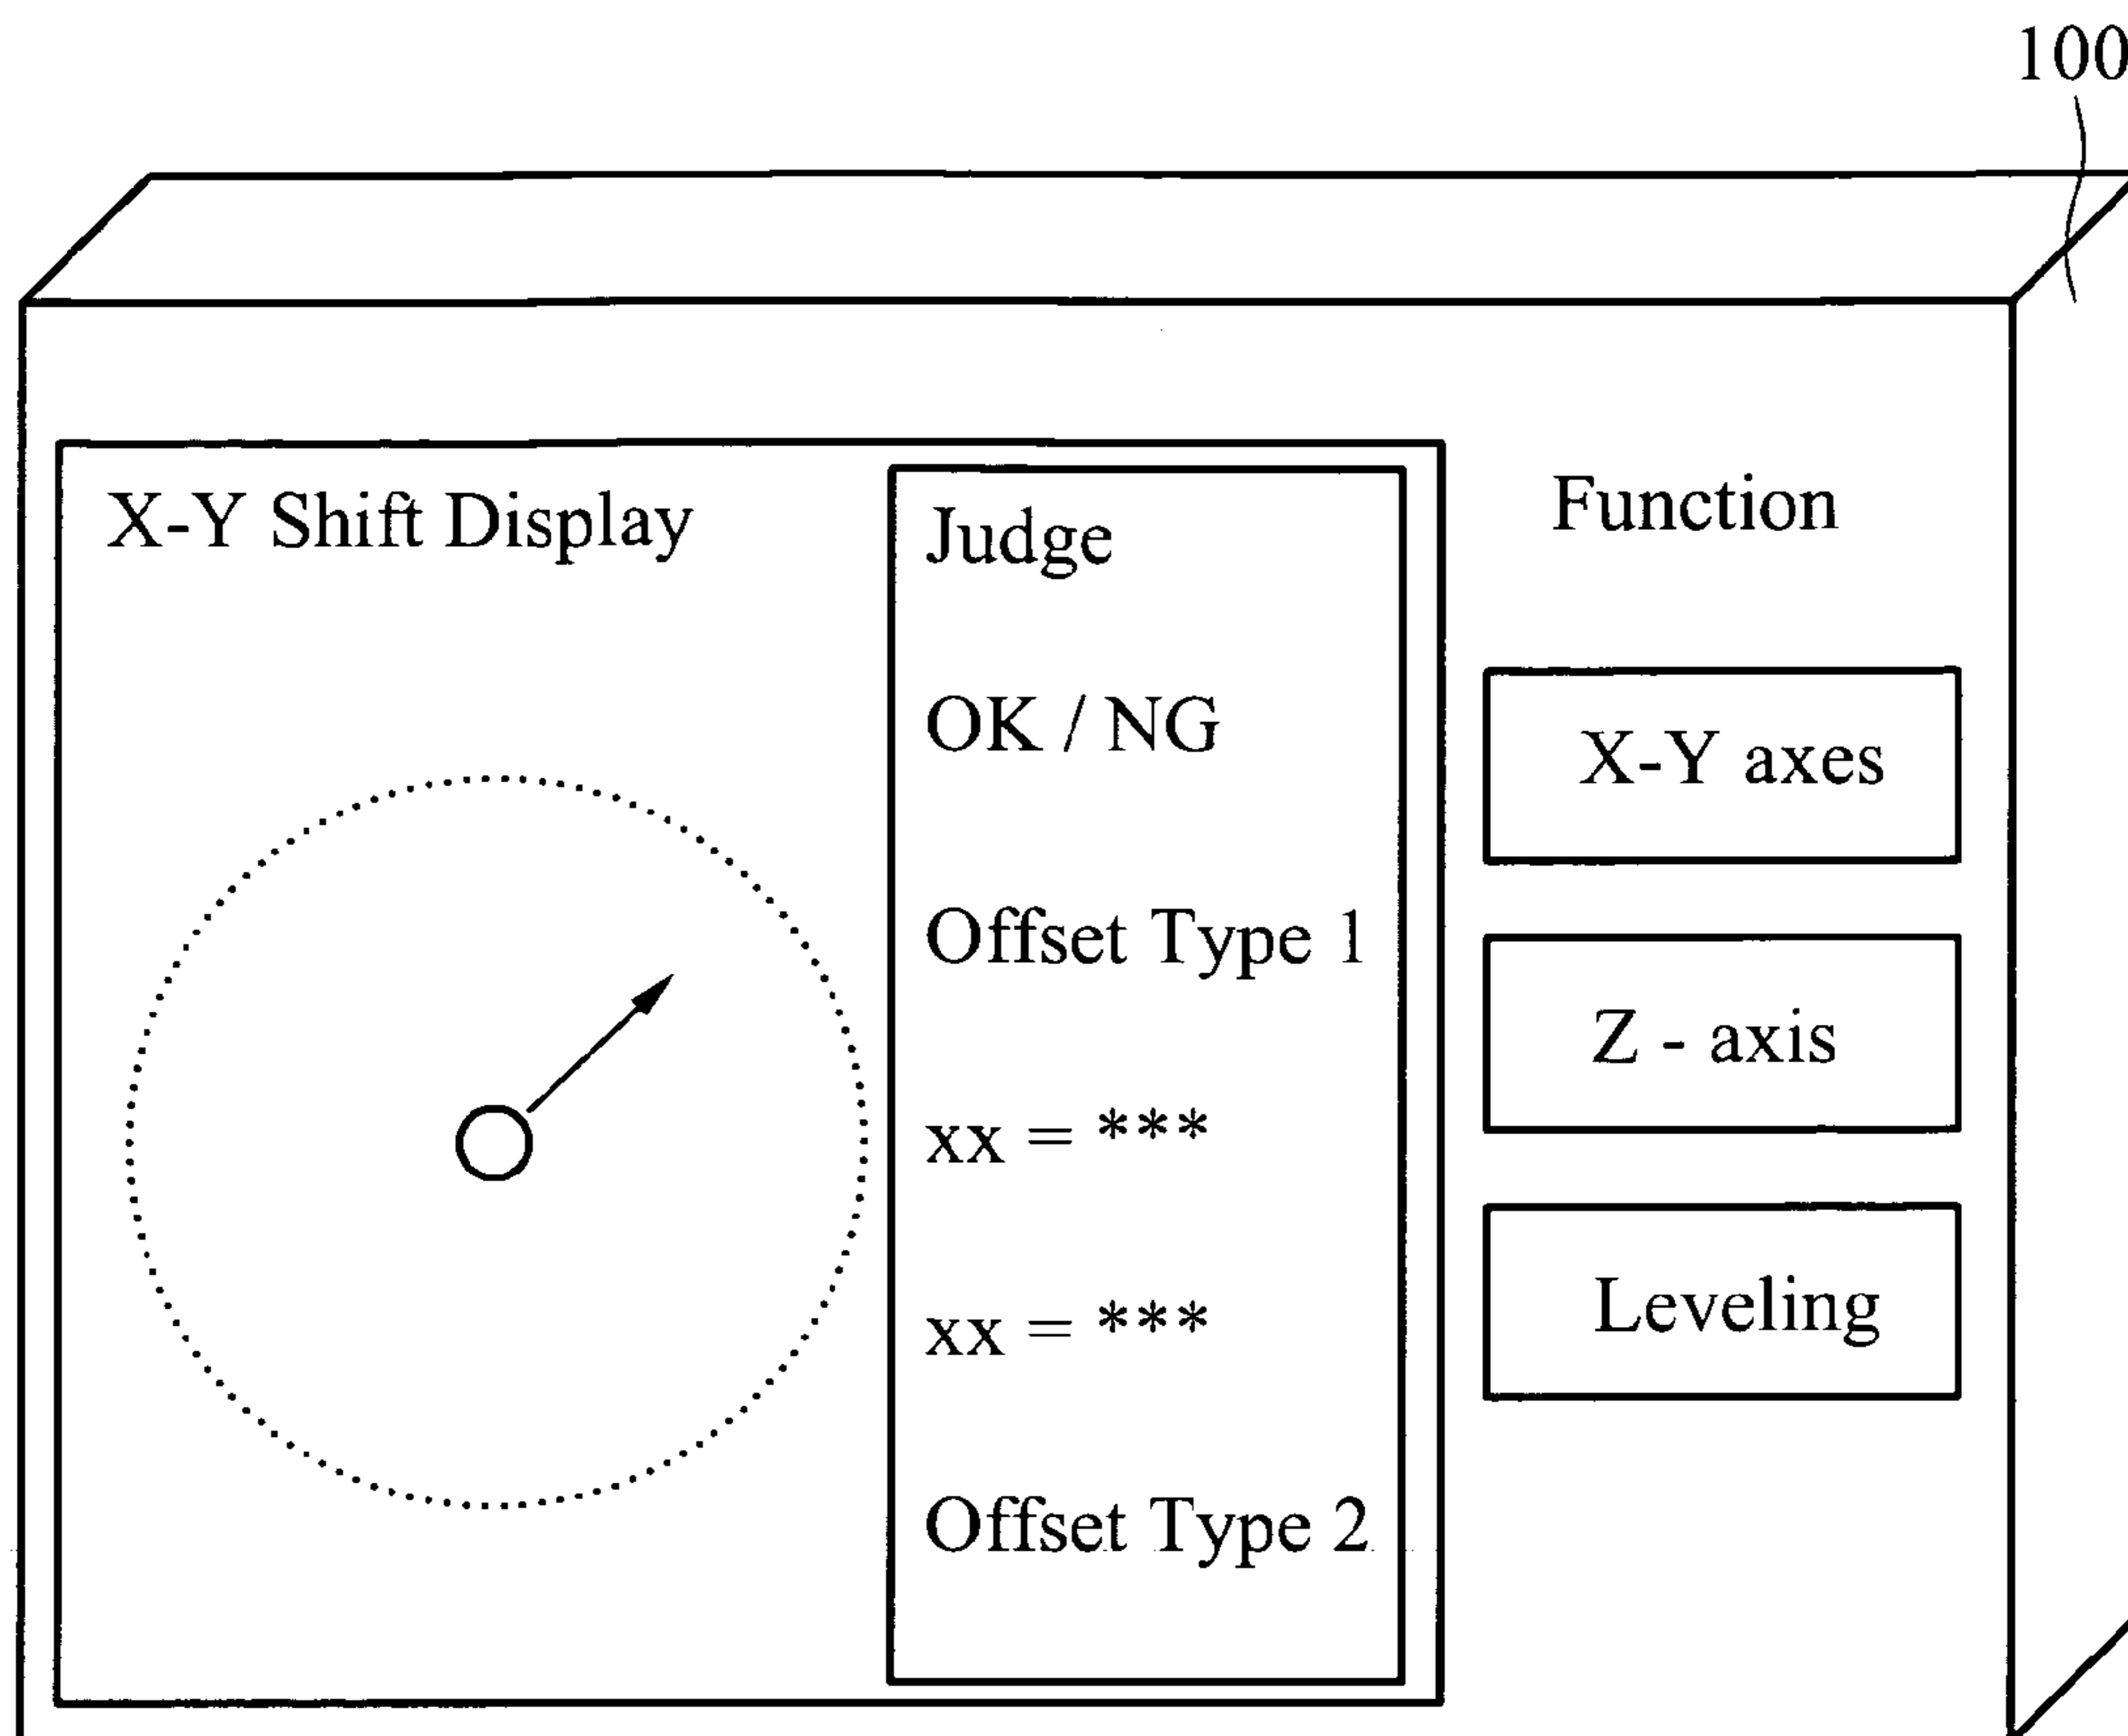 100
X-Y Shift Display
Judge
OK / NG
Offset Type 1
xx = ***
xx = ***
Offset Type 2
Function
X-Y axes
Z - axis
Leveling